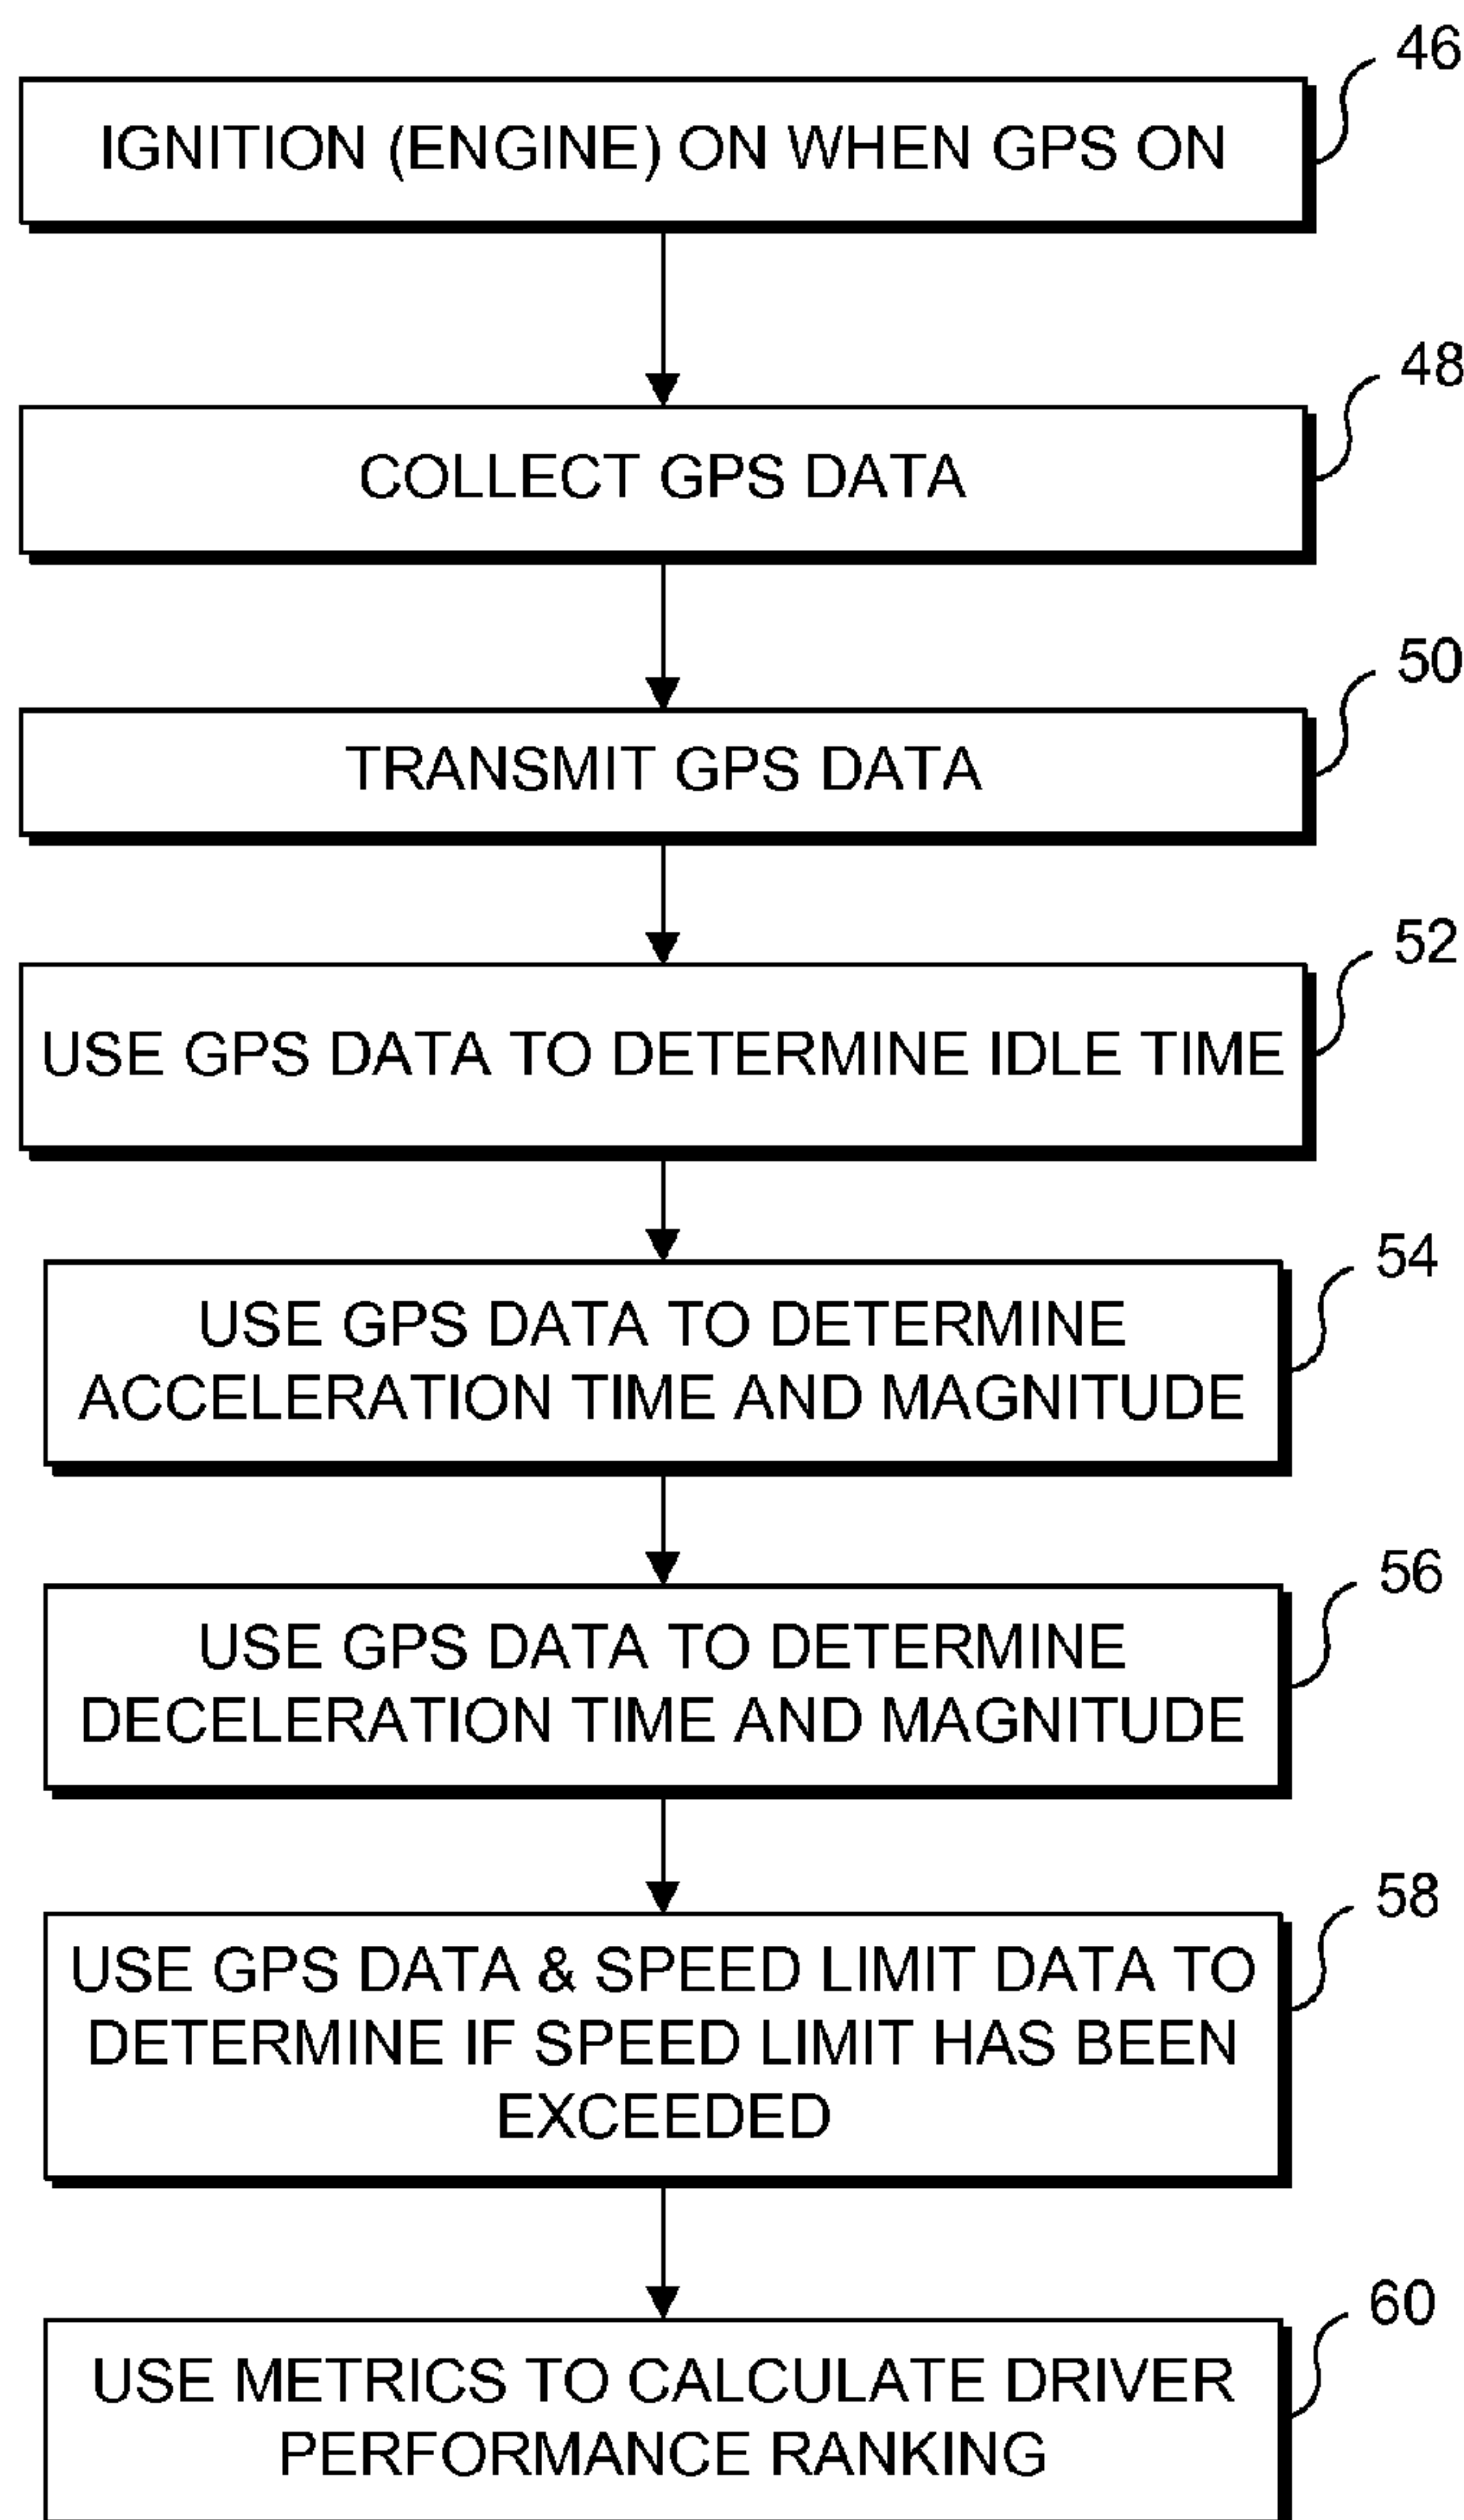 46
IGNITION (ENGINE) ON WHEN GPS ON
48
COLLECT GPS DATA
50
TRANSMIT GPS DATA
52
USE GPS DATA TO DETERMINE IDLE TIME
54
USE GPS DATA TO DETERMINE
ACCELERATION TIME AND MAGNITUDE
56
USE GPS DATA TO DETERMINE
DECELERATION TIME AND MAGNITUDE
58
USE GPS DATA & SPEED LIMIT DATA TO
DETERMINE IF SPEED LIMIT HAS BEEN
EXCEEDED
60
USE METRICS TO CALCULATE DRIVER
PERFORMANCE RANKING